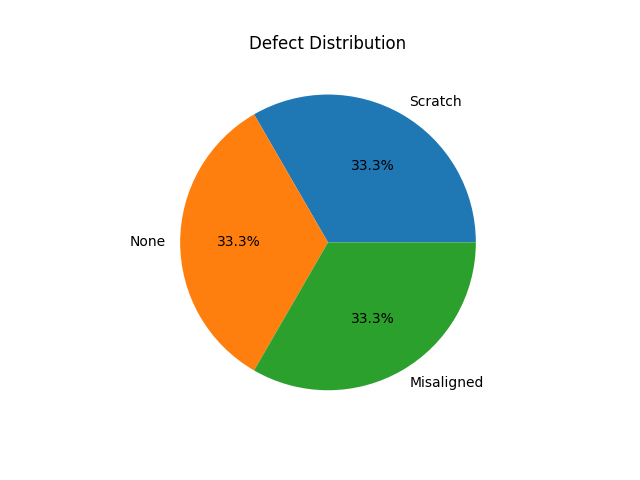 Defect Distribution
Scratch
33.3%
None
33.3%
33.3%
Misaligned